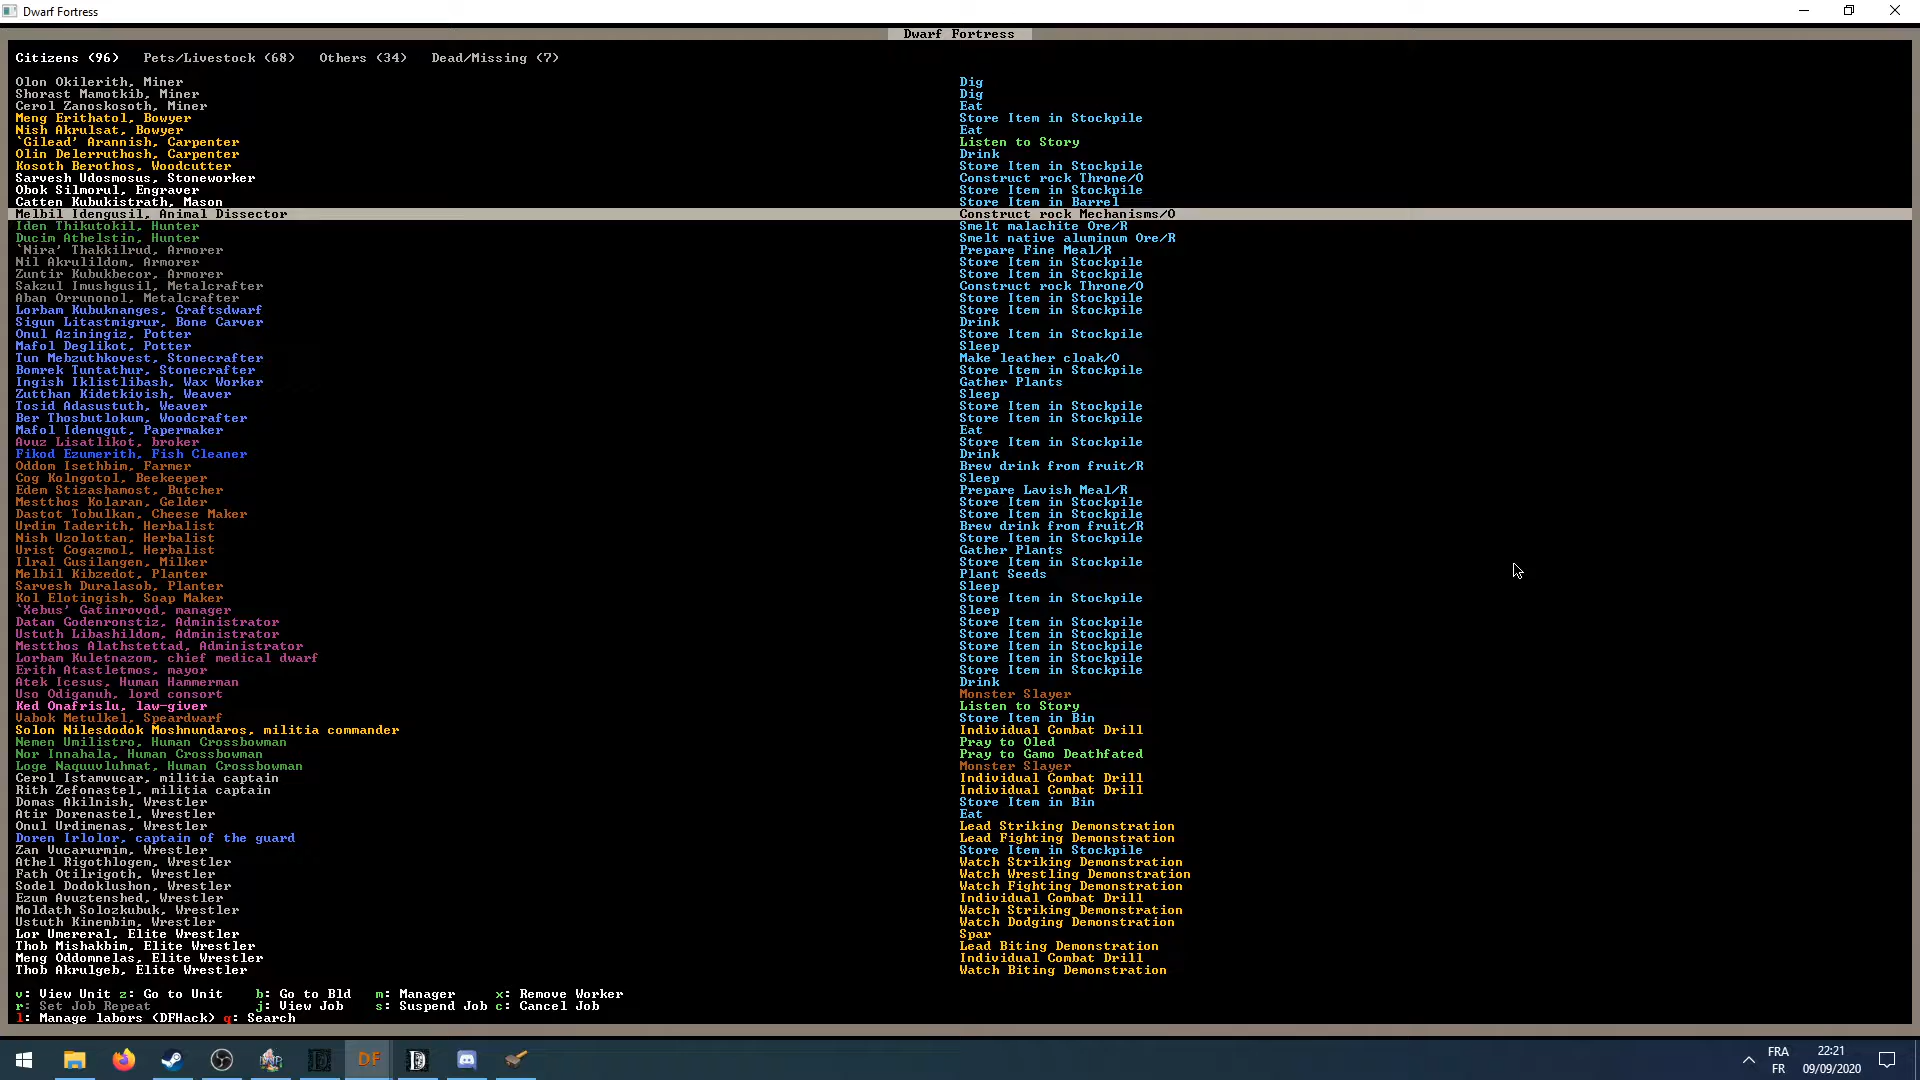 Dwarf Fortress
Dwarf Fortress
Citizens (96) Pets/Livestock (68) Others (34) Dead/Missing (7)
Olon Okilerith, Miner Dig
Shorast Mamotkib, Miner Dig
Cerol Zanoskosoth, Miner Eat
Meng Erithatol, Bowyer Store Item in Stockpile
Nish Akrulsat, Bowyer Eat
`Gilead' Arannish, Carpenter Listen to Story
Olin Delerruthosh, Carpenter Drink
Kosoth Berothos, Woodcutter Store Item in Stockpile
Sarvesh Udosmosus, Stoneworker Construct rock Throne/O
Obok Silmorul, Engraver Store Item in Stockpile
Catten Kubukistrath, Mason Store Item in Barrel
Melbil Idengusil, Animal Dissector Construct rock Mechanisms/O
Iden Thikutokil, Hunter Smelt malachite Ore/R
Ducim Athelstin, Hunter Smelt native aluminum Ore/R
`Nira' Thakkilrud, Armorer Prepare Fine Meal/R
Nil Akrulildom, Armorer Store Item in Stockpile
Zuntir Kubukbecor, Armorer Store Item in Stockpile
Sakzul Imushgusil, Metalcrafter Construct rock Throne/O
Aban Orrunonol, Metalcrafter Store Item in Stockpile
Lorbam Kubuknanges, Craftsdwarf Store Item in Stockpile
Sigun Litastmigrur, Bone Carver Drink
Onul Aziningiz, Potter Store Item in Stockpile
Mafol Deglikot, Potter Sleep
Tun Mebzuthkovest, Stonecrafter Make leather cloak/O
Bomrek Tuntathur, Stonecrafter Store Item in Stockpile
Ingish Iklistlibash, Wax Worker Gather Plants
Zutthan Kidetkivish, Weaver Sleep
Tosid Adasustuth, Weaver Store Item in Stockpile
Ber Thosbutlokum, Woodcrafter Store Item in Stockpile
Mafol Idenugut, Papermaker Eat
Avuz Lisatlikot, broker Store Item in Stockpile
Fikod Ezumerith, Fish Cleaner Drink
Oddom Isethbim, Farmer Brew drink from fruit/R
Cog Kolngotol, Beekeeper Sleep
Edem Stizashamost, Butcher Prepare Lavish Meal/R
Mestthos Kolaran, Gelder Store Item in Stockpile
Dastot Tobulkan, Cheese Maker Store Item in Stockpile
Urdim Taderith, Herbalist Brew drink from fruit/R
Nish Uzolottan, Herbalist Store Item in Stockpile
Urist Cogazmol, Herbalist Gather Plants
Ilral Gusilangen, Milker Store Item in Stockpile
Melbil Kibzedot, Planter Plant Seeds
Sarvesh Duralasob, Planter Sleep
Kol Elotingish, Soap Maker Store Item in Stockpile
`Xebus' Gatinrovod, manager Sleep
Datan Godenronstiz, Administrator Store Item in Stockpile
Ustuth Libashildom, Administrator Store Item in Stockpile
Mestthos Alathstettad, Administrator Store Item in Stockpile
Lorbam Kuletnazom, chief medical dwarf Store Item in Stockpile
Erith Atastletmos, mayor Store Item in Stockpile
Atek Icesus, Human Hammerman Drink
Uso Odiganuh, lord consort Monster Slayer
Ked Onafrislu, law-giver Listen to Story
Vabok Metulkel, Speardwarf Store Item in Bin
Solon Nilesdodok Moshnundaros, militia commander Individual Combat Drill
Nemen Umilistro, Human Crossbowman Pray to Oled
Nor Innahala, Human Crossbowman Pray to Gamo Deathfated
Loge Naquuvluhmat, Human Crossbowman Monster Slayer
Cerol Istamvucar, militia captain Individual Combat Drill
Rith Zefonastel, militia captain Individual Combat Drill
Domas Akilnish, Wrestler Store Item in Bin
Atir Dorenastel, Wrestler Eat
Onul Urdimenas, Wrestler Lead Striking Demonstration
Doren Irlolor, captain of the guard Lead Fighting Demonstration
Zan Vucarurmim, Wrestler Store Item in Stockpile
Athel Rigothlogem, Wrestler Watch Striking Demonstration
Fath Otilrigoth, Wrestler Watch Wrestling Demonstration
Sodel Dodoklushon, Wrestler Watch Fighting Demonstration
Ezum Avuztenshed, Wrestler Individual Combat Drill
Moldath Solozkubuk, Wrestler Watch Striking Demonstration
Ustuth Kinembim, Wrestler Watch Dodging Demonstration
Lor Umereral, Elite Wrestler Spar
Thob Mishakbim, Elite Wrestler Lead Biting Demonstration
Meng Oddomnelas, Elite Wrestler Individual Combat Drill
Thob Akrulgeb, Elite Wrestler Watch Biting Demonstration
v: View Unit z: Go to Unit b: Go to Bld m: Manager x: Remove Worker
r: Set Job Repeat j: View Job s: Suspend Job c: Cancel Job
l: Manage labors (DFHack) q: Search
DF
FRA
FR
22:21
09/09/2020